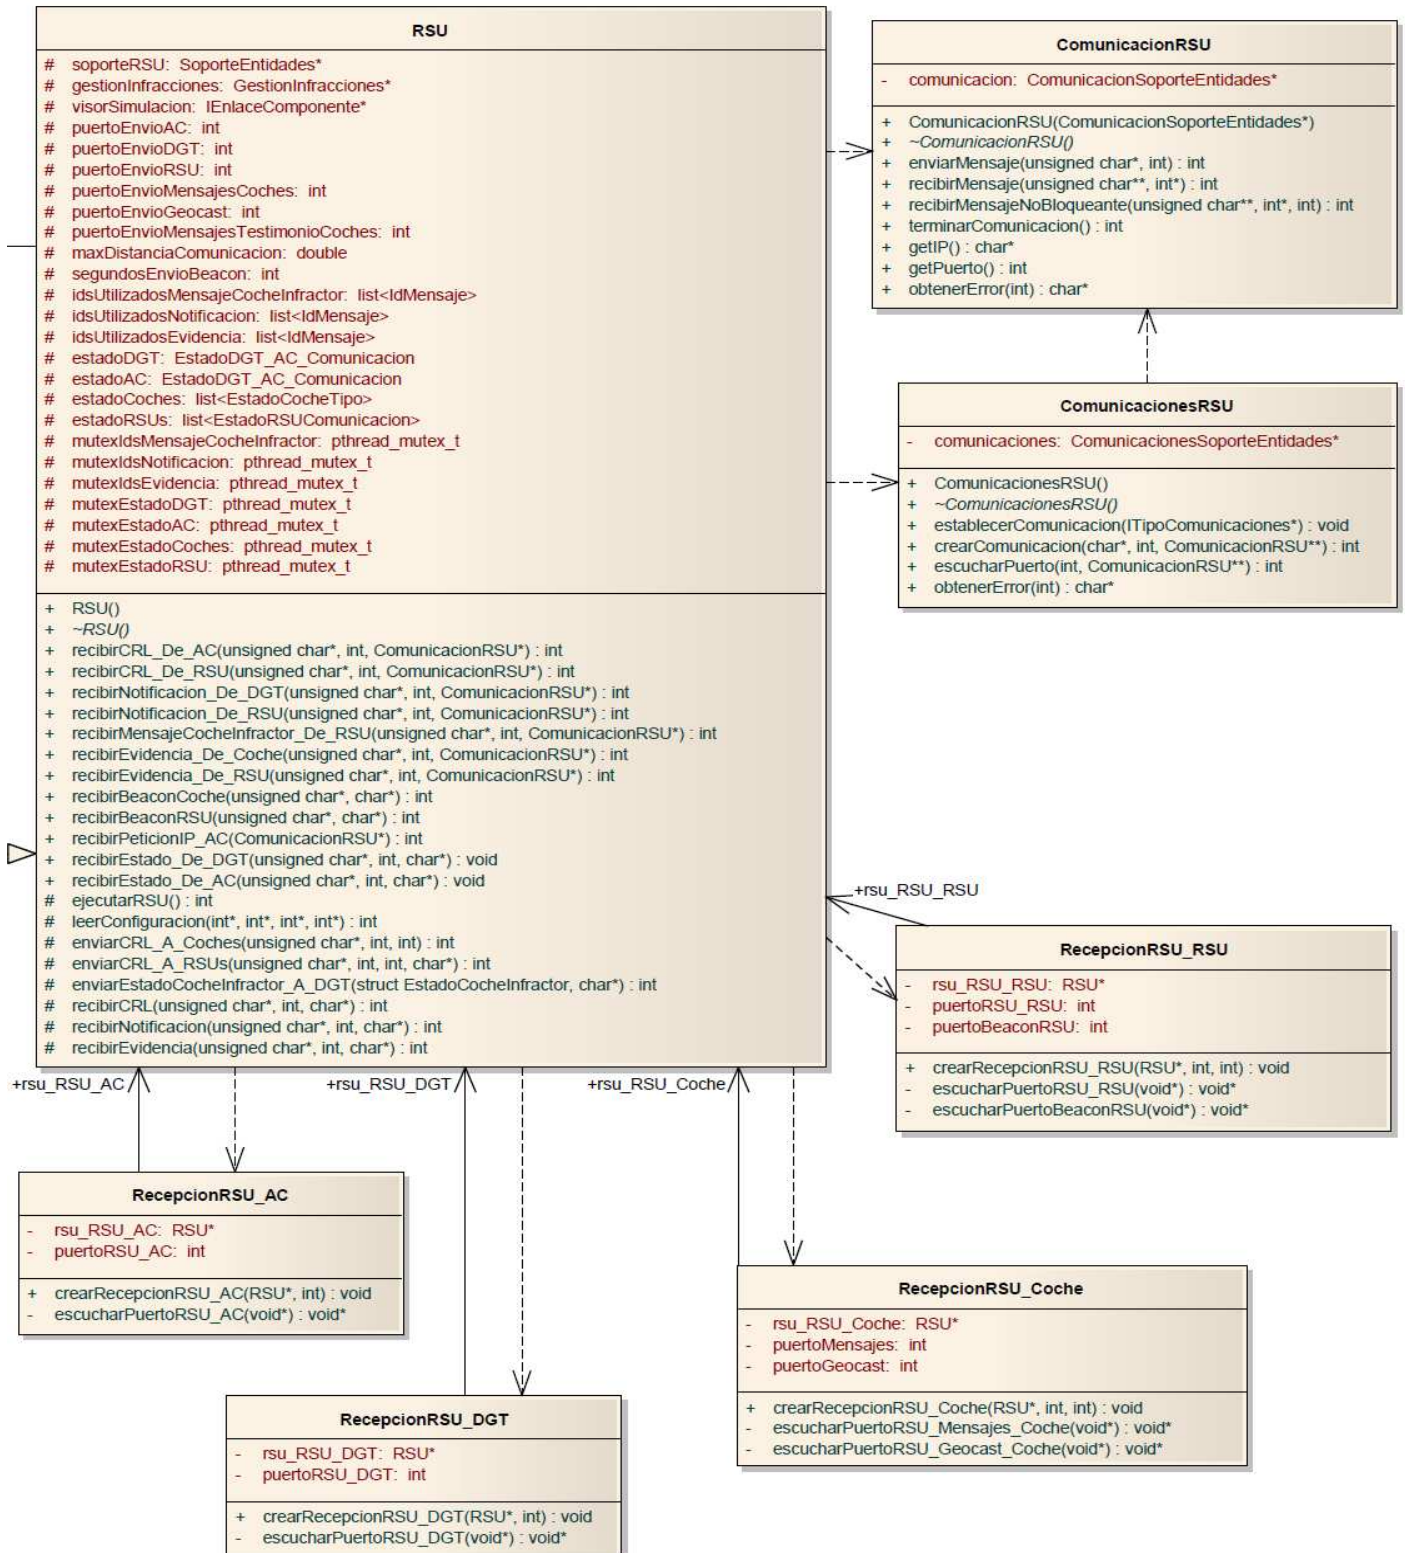 RSU
# soporteRSU: SoporteEntidades*
# gestionInfracciones: GestionInfracciones*
# visorSimulacion: IEnlaceComponente*
# puertoEnvioAC: int
# puertoEnvioDGT: int
# puertoEnvioRSU: int
# puertoEnvioMensajesCoches: int
# puertoEnvioGeocast: int
# puertoEnvioMensajesTestimonioCoches: int
# maxDistanciaComunicacion: double
# segundosEnvioBeacon: int
# idsUtilizadosMensajeCocheInfractor: list<IdMensaje>
# idsUtilizadosNotificacion: list<IdMensaje>
# idsUtilizadosEvidencia: list<IdMensaje>
# estadoDGT: EstadoDGT_AC_Comunicacion
# estadoAC: EstadoDGT_AC_Comunicacion
# estadoCoches: list<EstadoCocheTipo>
# estadoRSUs: list<EstadoRSUComunicacion>
# mutexIdsMensajeCocheInfractor: pthread_mutex_t
# mutexIdsNotificacion: pthread_mutex_t
# mutexIdsEvidencia: pthread_mutex_t
# mutexEstadoDGT: pthread_mutex_t
# mutexEstadoAC: pthread_mutex_t
# mutexEstadoCoches: pthread_mutex_t
# mutexEstadoRSU: pthread_mutex_t
+ RSU()
+ ~RSU()
+ recibirCRL_De_AC(unsigned char*, int, ComunicacionRSU*) : int
+ recibirCRL_De_RSU(unsigned char*, int, ComunicacionRSU*) : int
+ recibirNotificacion_De_DGT(unsigned char*, int, ComunicacionRSU*) : int
+ recibirNotificacion_De_RSU(unsigned char*, int, ComunicacionRSU*) : int
+ recibirMensajeCocheInfractor_De_RSU(unsigned char*, int, ComunicacionRSU*) : int
+ recibirEvidencia_De_Coche(unsigned char*, int, ComunicacionRSU*) : int
+ recibirEvidencia_De_RSU(unsigned char*, int, ComunicacionRSU*) : int
+ recibirBeaconCoche(unsigned char*, char*) : int
+ recibirBeaconRSU(unsigned char*, char*) : int
+ recibirPeticionIP_AC(ComunicacionRSU*) : int
+ recibirEstado_De_DGT(unsigned char*, int, char*) : void
+ recibirEstado_De_AC(unsigned char*, int, char*) : void
# ejecutarRSU() : int
# leerConfiguracion(int*, int*, int*, int*) : int
# enviarCRL_A_Coches(unsigned char*, int, int) : int
# enviarCRL_A_RSUs(unsigned char*, int, int, char*) : int
# enviarEstadoCocheInfractor_A_DGT(struct EstadoCocheInfractor, char*) : int
# recibirCRL(unsigned char*, int, char*) : int
# recibirNotificacion(unsigned char*, int, char*) : int
# recibirEvidencia(unsigned char*, int, char*) : int
ComunicacionRSU
- comunicacion: ComunicacionSoporteEntidades*
+ ComunicacionRSU(ComunicacionSoporteEntidades*)
+ ~ComunicacionRSU()
+ enviarMensaje(unsigned char*, int) : int
+ recibirMensaje(unsigned char**, int*) : int
+ recibirMensajeNoBloqueante(unsigned char**, int*, int) : int
+ terminarComunicacion() : int
+ getIP() : char*
+ getPuerto() : int
+ obtenerError(int) : char*
ComunicacionesRSU
- comunicaciones: ComunicacionesSoporteEntidades*
+ ComunicacionesRSU()
+ ~ComunicacionesRSU()
+ establecerComunicacion(ITipoComunicaciones*) : void
+ crearComunicacion(char*, int, ComunicacionRSU**) : int
+ escucharPuerto(int, ComunicacionRSU**) : int
+ obtenerError(int) : char*
+rsu_RSU_RSU
RecepcionRSU_RSU
- rsu_RSU_RSU: RSU*
- puertoRSU_RSU: int
- puertoBeaconRSU: int
+ crearRecepcionRSU_RSU(RSU*, int, int) : void
- escucharPuertoRSU_RSU(void*) : void*
- escucharPuertoBeaconRSU(void*) : void*
+rsu_RSU_AC
+rsu_RSU_DGT
+rsu_RSU_Coche
RecepcionRSU_AC
- rsu_RSU_AC: RSU*
- puertoRSU_AC: int
+ crearRecepcionRSU_AC(RSU*, int) : void
- escucharPuertoRSU_AC(void*) : void*
RecepcionRSU_Coche
- rsu_RSU_Coche: RSU*
- puertoMensajes: int
- puertoGeocast: int
+ crearRecepcionRSU_Coche(RSU*, int, int) : void
- escucharPuertoRSU_Mensajes_Coche(void*) : void*
- escucharPuertoRSU_Geocast_Coche(void*) : void*
RecepcionRSU_DGT
- rsu_RSU_DGT: RSU*
- puertoRSU_DGT: int
+ crearRecepcionRSU_DGT(RSU*, int) : void
- escucharPuertoRSU_DGT(void*) : void*